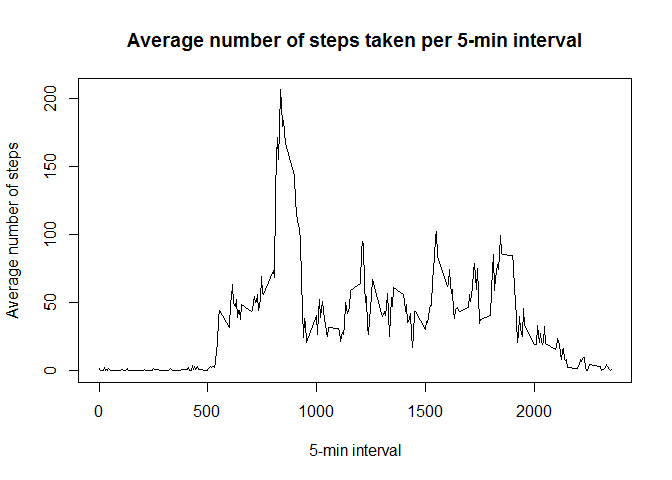 Average number of steps taken per 5-min interval
Average number of steps
200
150
100
50
0
0 500 1000 1500 2000
5-min interval